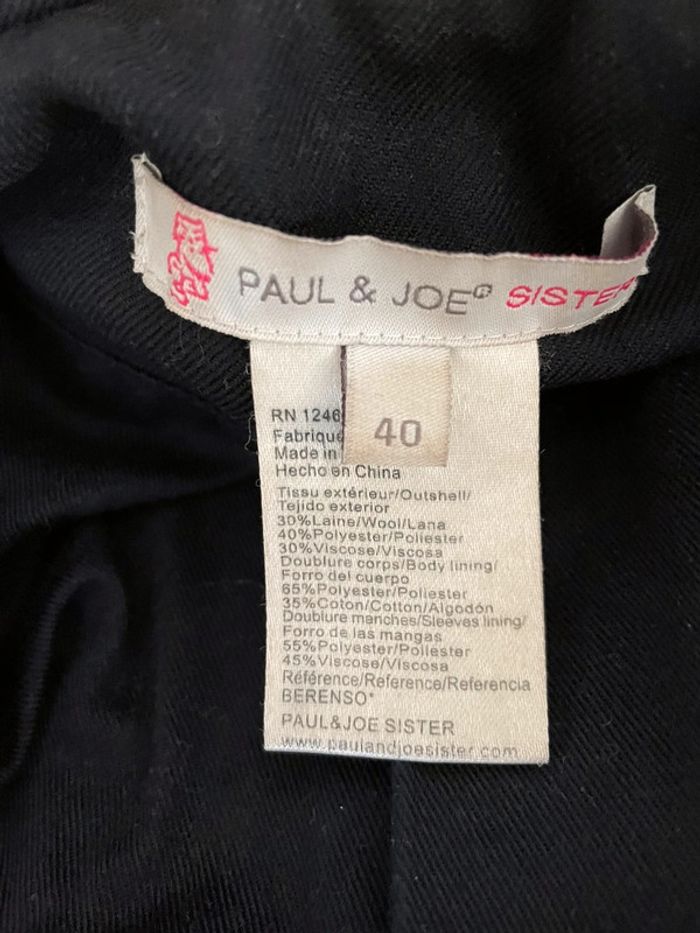 PAUL & JOE® SISTER
40
RN 1246
Fabriqué
Made in
Hecho en China
Tissu extérieur/Outshell/
Tejido exterior
30%Laine/Wool/Lana
40%Polyester/Poliester
30%Viscose/Viscosa
Doublure corps/Body lining/
Forro del cuerpo
65%Polyester/Poliester
35%Coton/Cotton/Algodón
Doublure manches/Sleeves lining/
Forro de las mangas
55%Polyester/Poliester
45%Viscose/Viscosa
Référence/Reference/Referencia
BERENSO*
PAUL&JOE SISTER
www.paulandjoesister.com